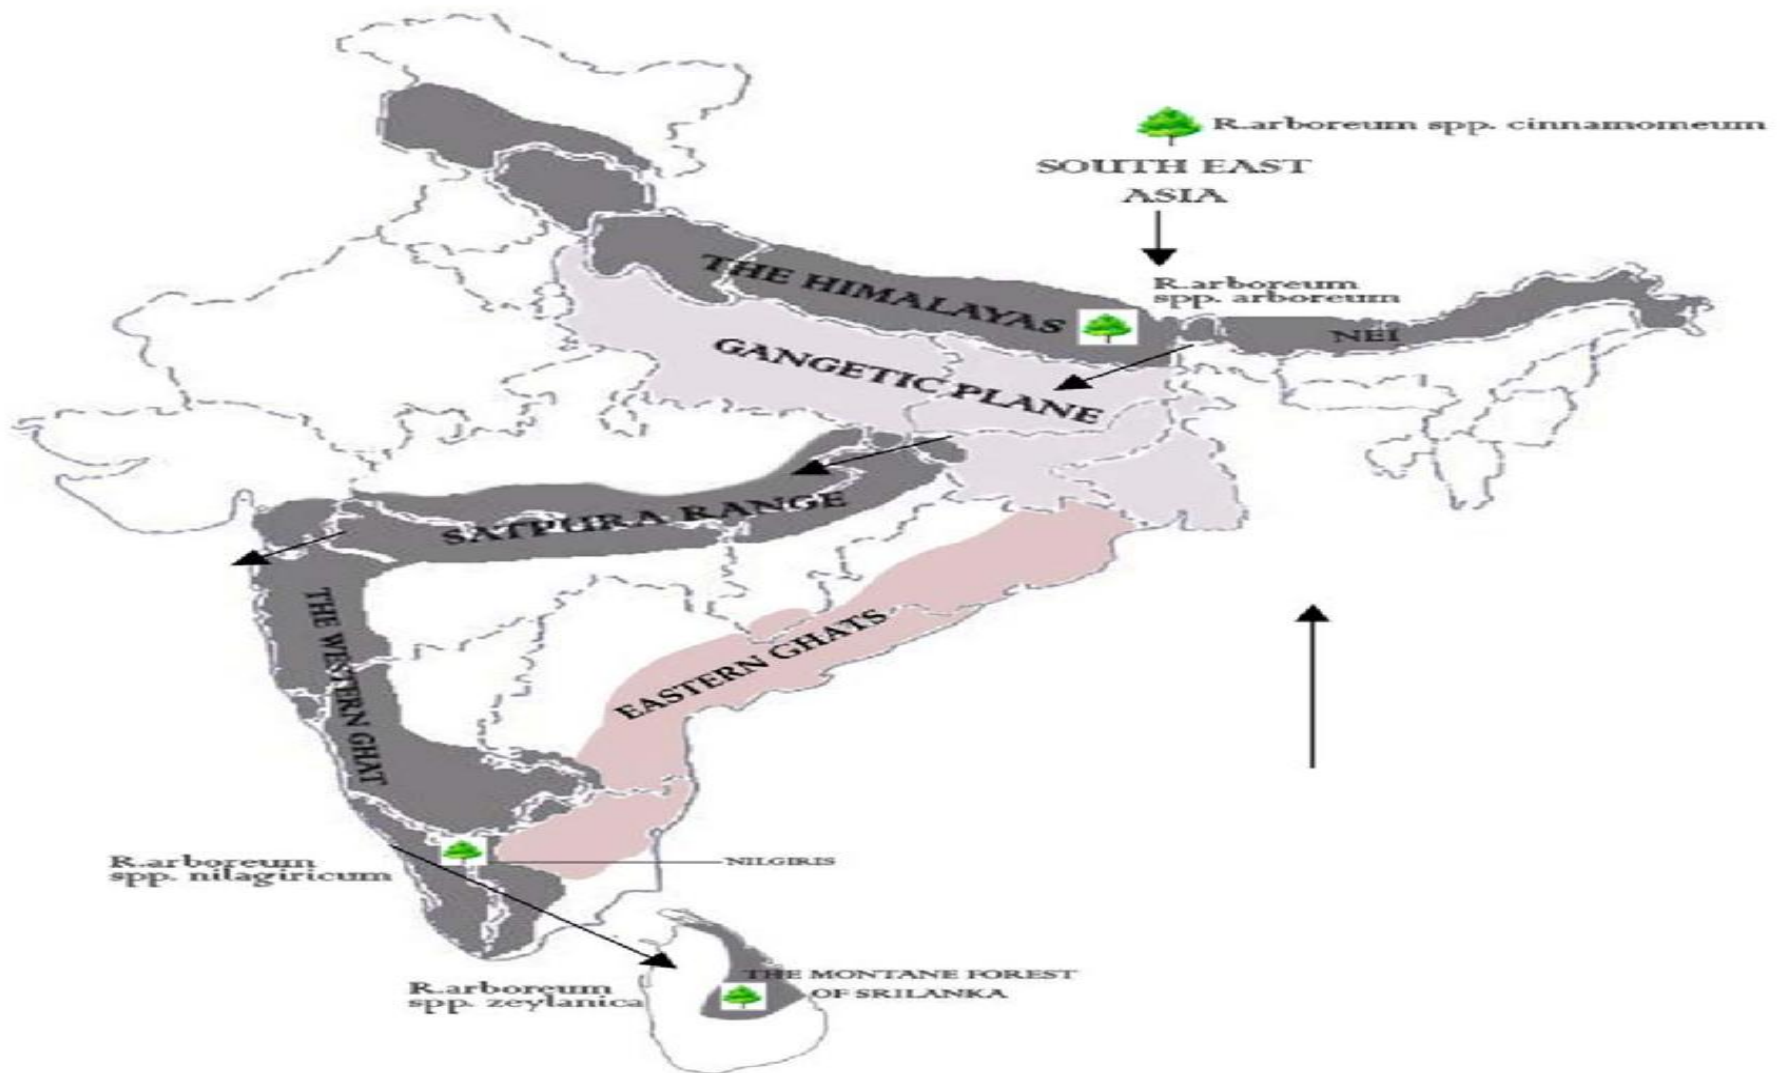 R.arboreum spp. cinnamomeum
SOUTH EAST
ASIA
R.arboreum
spp. arboreum
THE HIMALAYAS
NEI
GANGETIC PLANE
SATPURA RANGE
THE WESTERN GHAT
EASTERN GHATS
R.arboreum
spp. nilagiricum
NILGIRIS
R.arboreum
spp. zeylanica
THE MONTANE FOREST
OF SRILANKA